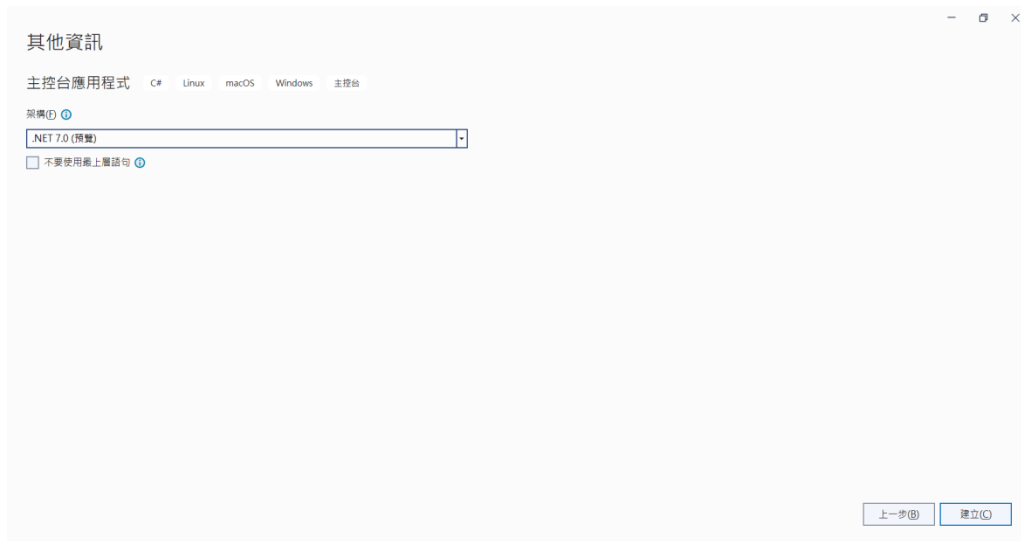 其他資訊
主控台應用程式 C# Linux macOS Windows 主控台
架構(F)
.NET 7.0 (預覽)
不要使用最上層語句
上一步(B) 建立(C)